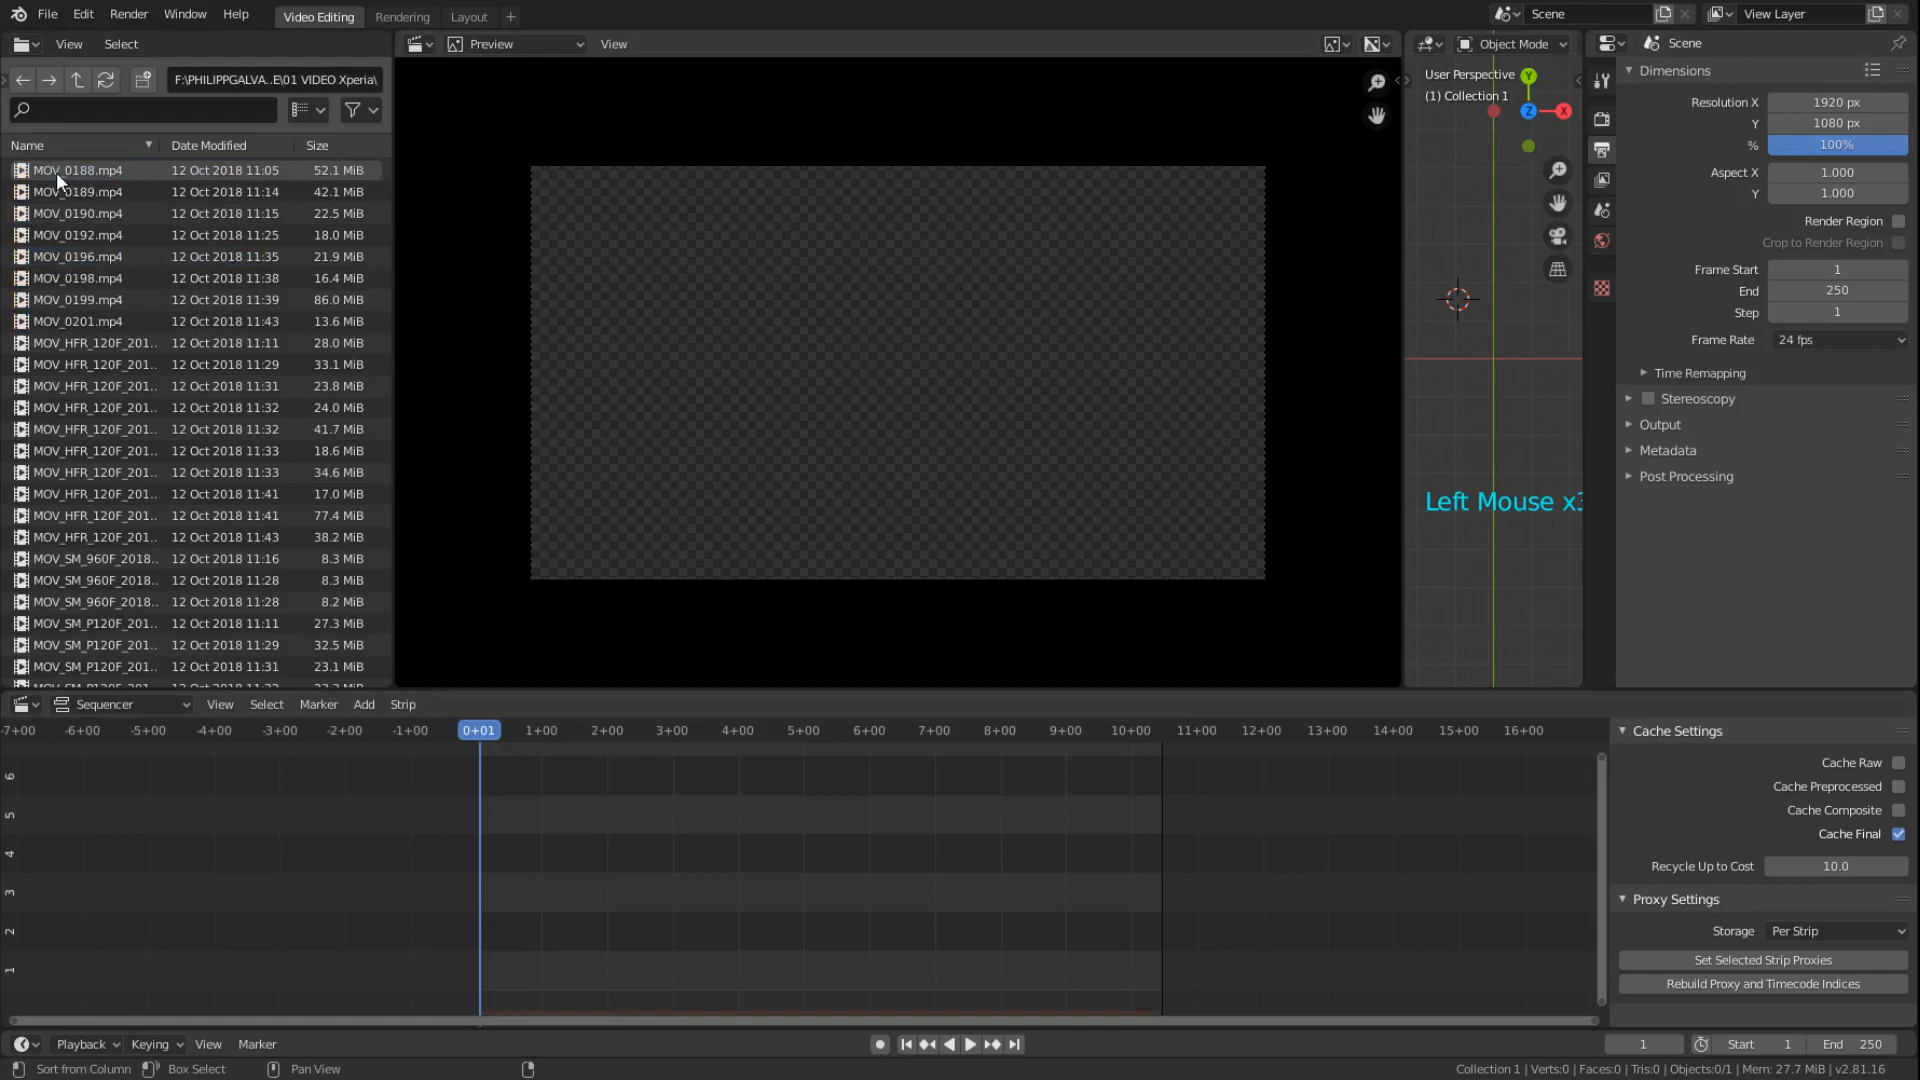 File Edit Render Window Help Video Editing Rendering Layout + Scene View Layer
View Select Preview View Object Mode Scene
F:\PHILIPPGALVA..E\01 VIDEO Xperia\
Name Date Modified Size
MOV_0188.mp4 12 Oct 2018 11:05 52.1 MiB
MOV_0189.mp4 12 Oct 2018 11:14 42.1 MiB
MOV_0190.mp4 12 Oct 2018 11:15 22.5 MiB
MOV_0192.mp4 12 Oct 2018 11:25 18.0 MiB
MOV_0196.mp4 12 Oct 2018 11:35 21.9 MiB
MOV_0198.mp4 12 Oct 2018 11:38 16.4 MiB
MOV_0199.mp4 12 Oct 2018 11:39 86.0 MiB
MOV_0201.mp4 12 Oct 2018 11:43 13.6 MiB
MOV_HFR_120F_201.. 12 Oct 2018 11:11 28.0 MiB
MOV_HFR_120F_201.. 12 Oct 2018 11:29 33.1 MiB
MOV_HFR_120F_201.. 12 Oct 2018 11:31 23.8 MiB
MOV_HFR_120F_201.. 12 Oct 2018 11:32 24.0 MiB
MOV_HFR_120F_201.. 12 Oct 2018 11:32 41.7 MiB
MOV_HFR_120F_201.. 12 Oct 2018 11:33 18.6 MiB
MOV_HFR_120F_201.. 12 Oct 2018 11:33 34.6 MiB
MOV_HFR_120F_201.. 12 Oct 2018 11:41 17.0 MiB
MOV_HFR_120F_201.. 12 Oct 2018 11:41 77.4 MiB
MOV_HFR_120F_201.. 12 Oct 2018 11:43 38.2 MiB
MOV_SM_960F_2018.. 12 Oct 2018 11:16 8.3 MiB
MOV_SM_960F_2018.. 12 Oct 2018 11:28 8.3 MiB
MOV_SM_960F_2018.. 12 Oct 2018 11:28 8.2 MiB
MOV_SM_P120F_201.. 12 Oct 2018 11:11 27.3 MiB
MOV_SM_P120F_201.. 12 Oct 2018 11:29 32.5 MiB
MOV_SM_P120F_201.. 12 Oct 2018 11:31 23.1 MiB
User Perspective
(1) Collection 1
Y
Z X
Left Mouse x3
Dimensions
Resolution X 1920 px
Y 1080 px
% 100%
Aspect X 1.000
Y 1.000
Render Region
Crop to Render Region
Frame Start 1
End 250
Step 1
Frame Rate 24 fps
Time Remapping
Stereoscopy
Output
Metadata
Post Processing
Sequencer View Select Marker Add Strip
-7+00 -6+00 -5+00 -4+00 -3+00 -2+00 -1+00 0+01 1+00 2+00 3+00 4+00 5+00 6+00 7+00 8+00 9+00 10+00 11+00 12+00 13+00 14+00 15+00 16+00
6
5
4
3
2
1
Cache Settings
Cache Raw
Cache Preprocessed
Cache Composite
Cache Final
Recycle Up to Cost 10.0
Proxy Settings
Storage Per Strip
Set Selected Strip Proxies
Rebuild Proxy and Timecode Indices
Playback Keying View Marker 1 Start 1 End 250
Sort from Column Box Select Pan View Collection 1 | Verts:0 | Faces:0 | Tris:0 | Objects:0/1 | Mem: 27.7 MiB | v2.81.16